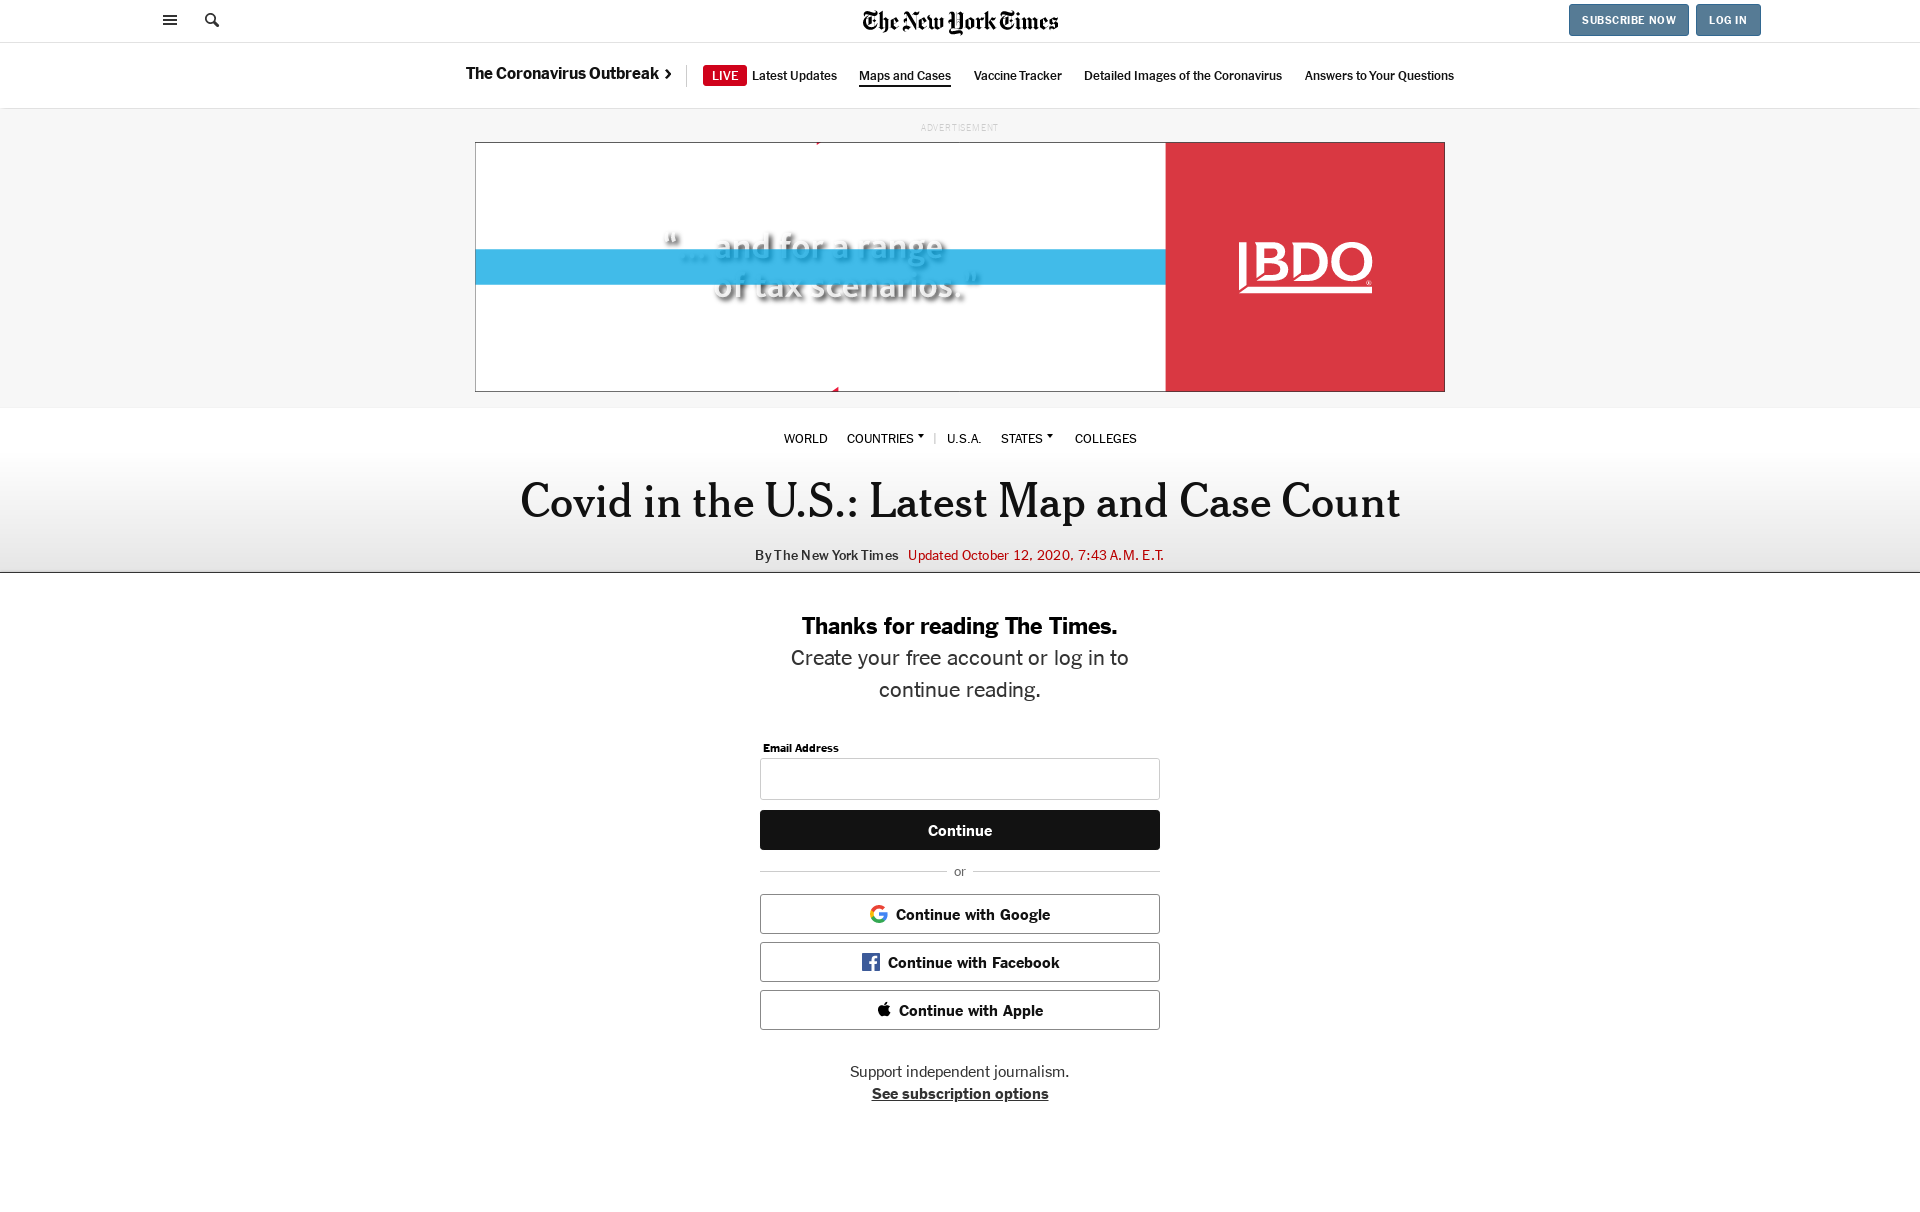 The New York Times
SUBSCRIBE NOW
LOG IN
The Coronavirus Outbreak
LIVE Latest Updates
Maps and Cases
Vaccine Tracker
Detailed Images of the Coronavirus
Answers to Your Questions
ADVERTISEMENT
“... and for a range
of tax scenarios.”
BDO
WORLD COUNTRIES | U.S.A. STATES COLLEGES
Covid in the U.S.: Latest Map and Case Count
By The New York Times Updated October 12, 2020, 7:43 A.M. E.T.
Thanks for reading The Times.
Create your free account or log in to
continue reading.
Email Address
Continue
or
Continue with Google
Continue with Facebook
Continue with Apple
Support independent journalism.
See subscription options